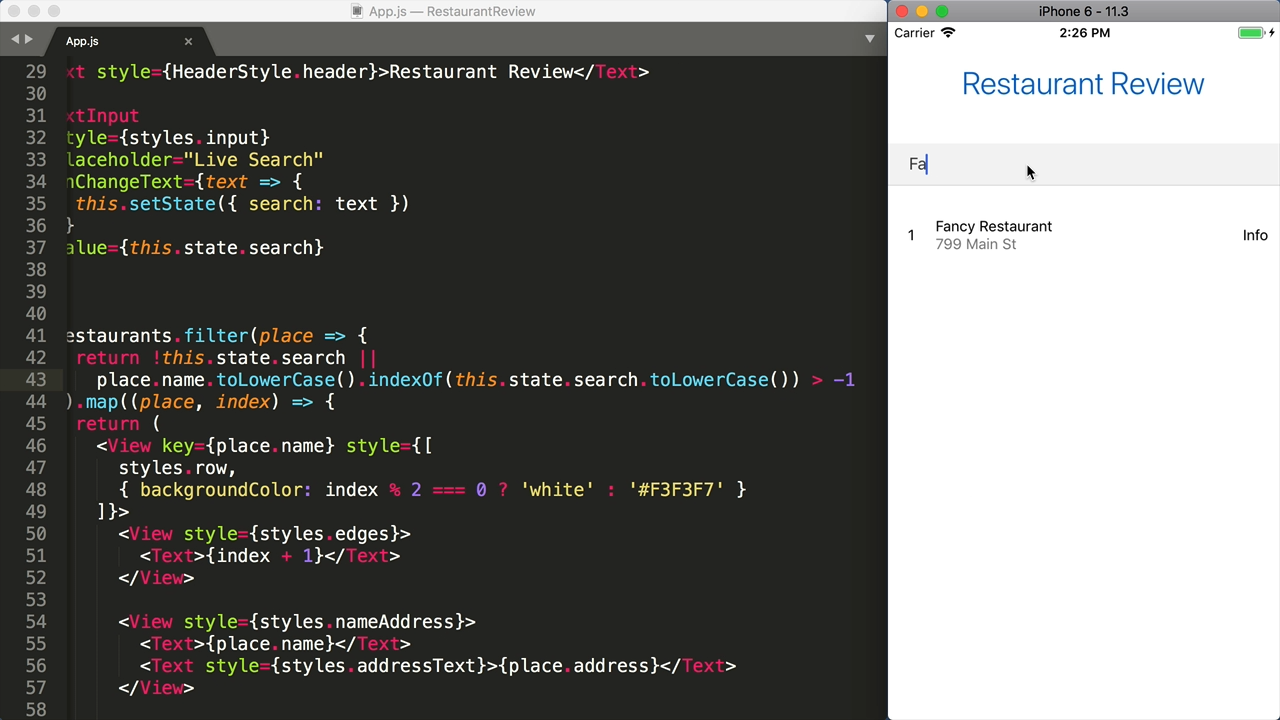 App.js — RestaurantReview
App.js
29 xt style={HeaderStyle.header}>Restaurant Review</Text>
30
31 xtInput
32 tyle={styles.input}
33 laceholder="Live Search"
34 nChangeText={text => {
35 this.setState({ search: text })
36 }
37 alue={this.state.search}
38
39
40
41 estaurants.filter(place => {
42 return !this.state.search ||
43 place.name.toLowerCase().indexOf(this.state.search.toLowerCase()) > -1
44 ).map((place, index) => {
45 return (
46 <View key={place.name} style={[
47 styles.row,
48 { backgroundColor: index % 2 === 0 ? 'white' : '#F3F3F7' }
49 ]}>
50 <View style={styles.edges}>
51 <Text>{index + 1}</Text>
52 </View>
53
54 <View style={styles.nameAddress}>
55 <Text>{place.name}</Text>
56 <Text style={styles.addressText}>{place.address}</Text>
57 </View>
58
iPhone 6 - 11.3
Carrier 2:26 PM
Restaurant Review
Fa
1 Fancy Restaurant Info
799 Main St